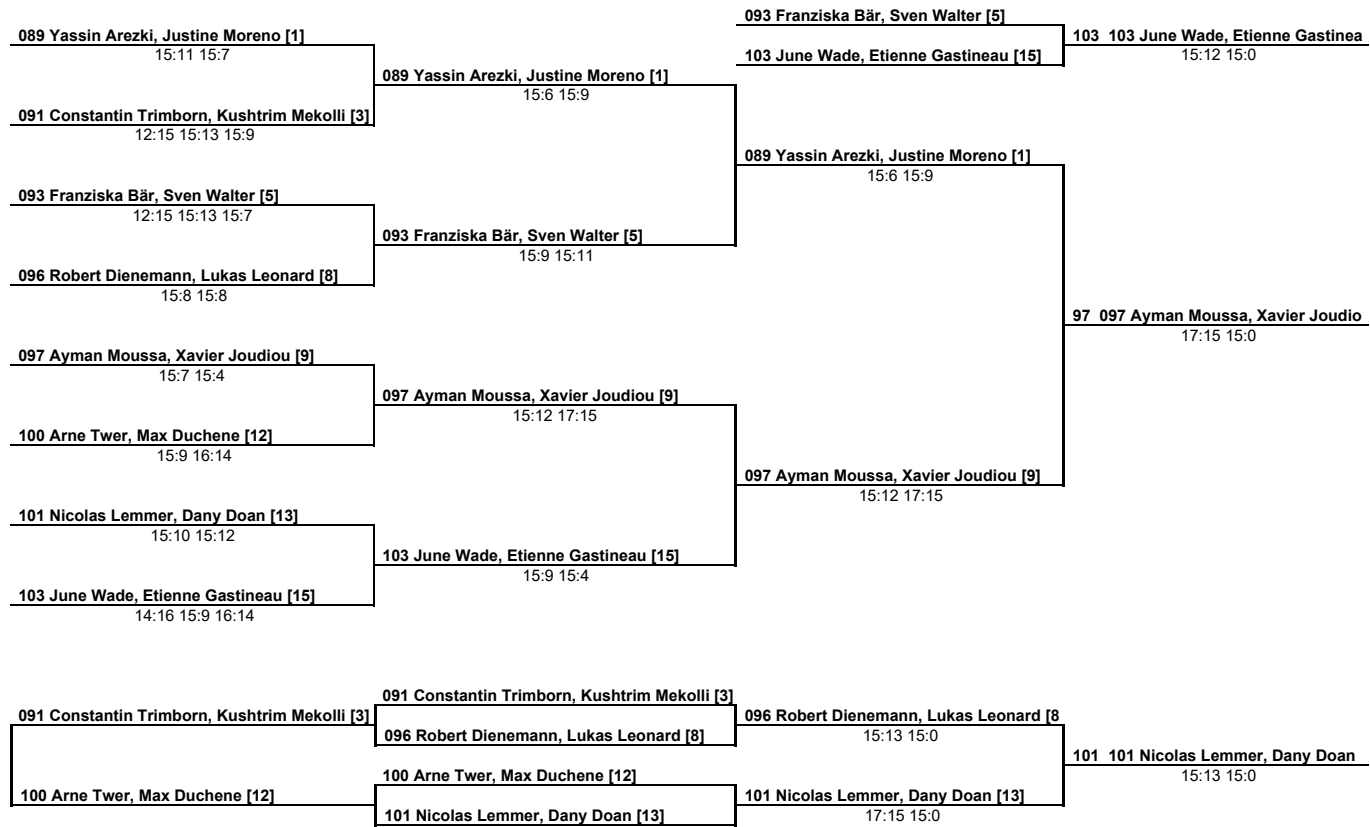 089 Yassin Arezki, Justine Moreno [1]
15:11 15:7
091 Constantin Trimborn, Kushtrim Mekolli [3]
12:15 15:13 15:9
093 Franziska Bär, Sven Walter [5]
12:15 15:13 15:7
096 Robert Dienemann, Lukas Leonard [8]
15:8 15:8
097 Ayman Moussa, Xavier Joudiou [9]
15:7 15:4
100 Arne Twer, Max Duchene [12]
15:9 16:14
101 Nicolas Lemmer, Dany Doan [13]
15:10 15:12
103 June Wade, Etienne Gastineau [15]
14:16 15:9 16:14
089 Yassin Arezki, Justine Moreno [1]
15:6 15:9
093 Franziska Bär, Sven Walter [5]
15:9 15:11
097 Ayman Moussa, Xavier Joudiou [9]
15:12 17:15
103 June Wade, Etienne Gastineau [15]
15:9 15:4
093 Franziska Bär, Sven Walter [5]
103 June Wade, Etienne Gastineau [15]
089 Yassin Arezki, Justine Moreno [1]
15:6 15:9
097 Ayman Moussa, Xavier Joudiou [9]
15:12 17:15
103 103 June Wade, Etienne Gastinea
15:12 15:0
97 097 Ayman Moussa, Xavier Joudio
17:15 15:0
091 Constantin Trimborn, Kushtrim Mekolli [3]
100 Arne Twer, Max Duchene [12]
091 Constantin Trimborn, Kushtrim Mekolli [3]
096 Robert Dienemann, Lukas Leonard [8]
100 Arne Twer, Max Duchene [12]
101 Nicolas Lemmer, Dany Doan [13]
096 Robert Dienemann, Lukas Leonard [8
15:13 15:0
101 Nicolas Lemmer, Dany Doan [13]
17:15 15:0
101 101 Nicolas Lemmer, Dany Doan
15:13 15:0